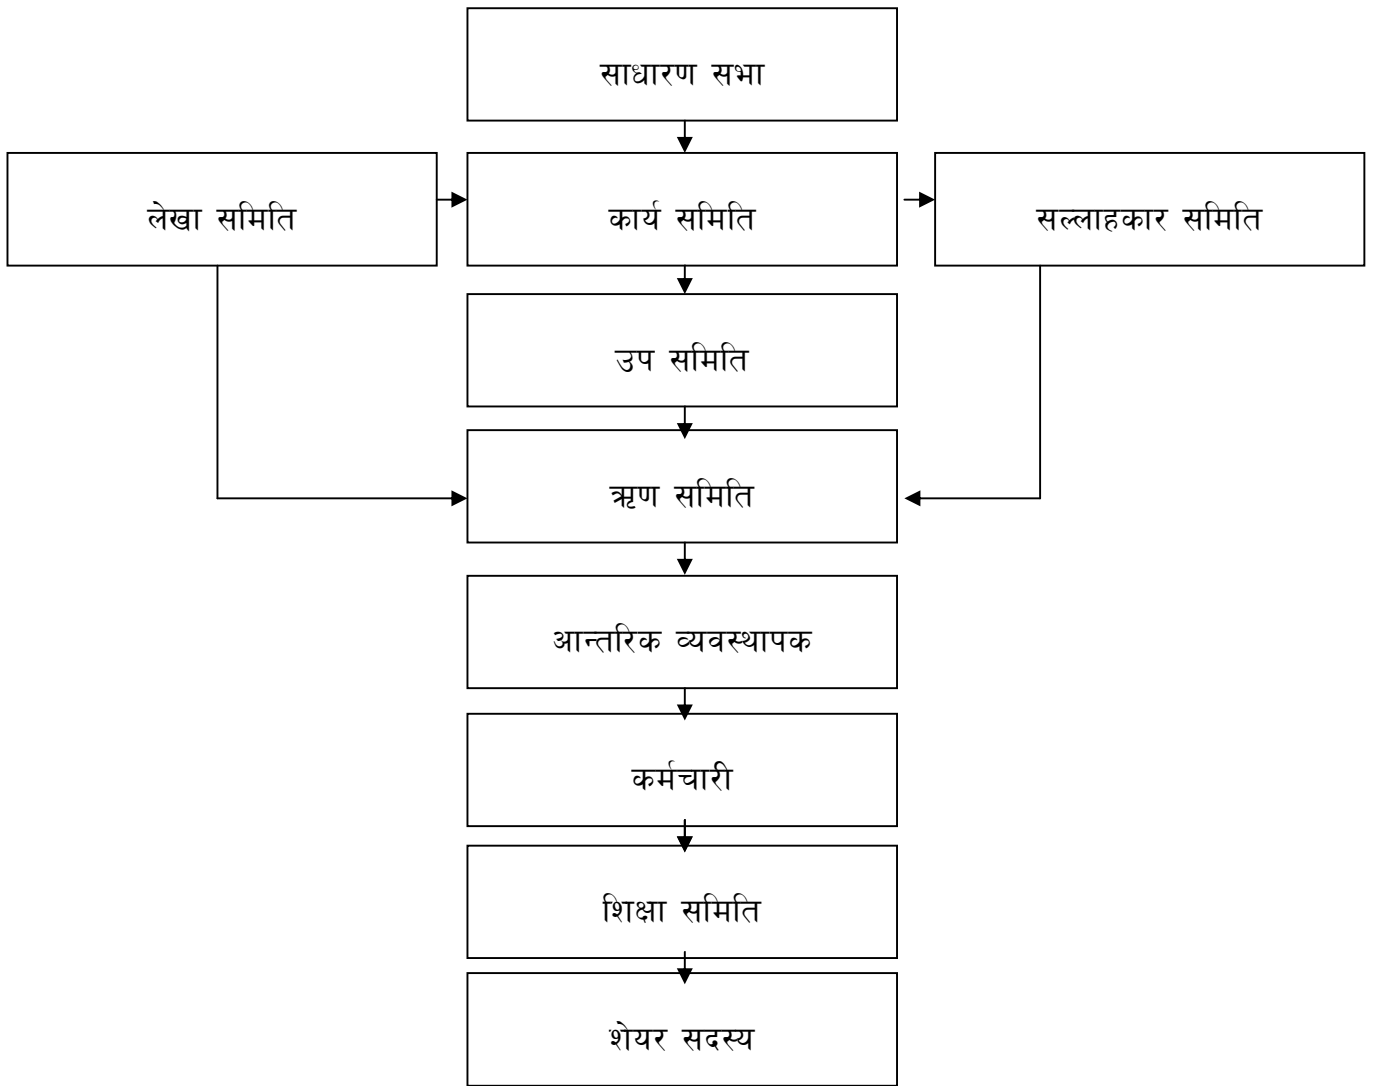 साधारण सभा
लेखा समिति
कार्य समिति
सल्लाहकार समिति
उप समिति
ऋण समिति
आन्तरिक व्यवस्थापक
कर्मचारी
शिक्षा समिति
शेयर सदस्य